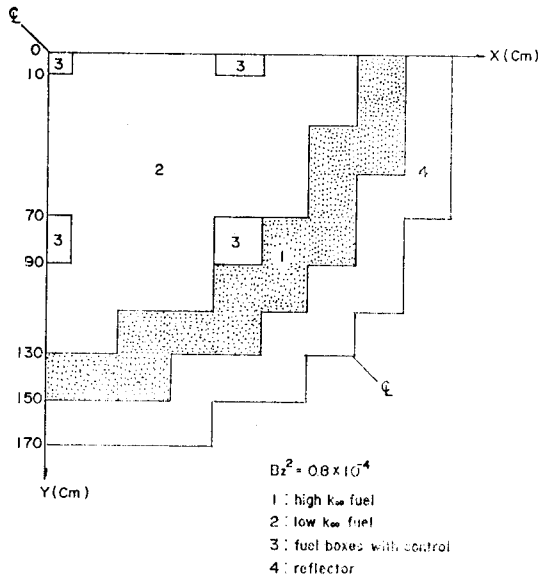 ℄
0
X (Cm)
3
3
10
2
4
70
3
3
1
90
130
150
℄
170
Y (Cm)
Bz² = 0.8 × 10⁻⁴
1 : high k∞ fuel
2 : low k∞ fuel
3 : fuel boxes with control
4 : reflector